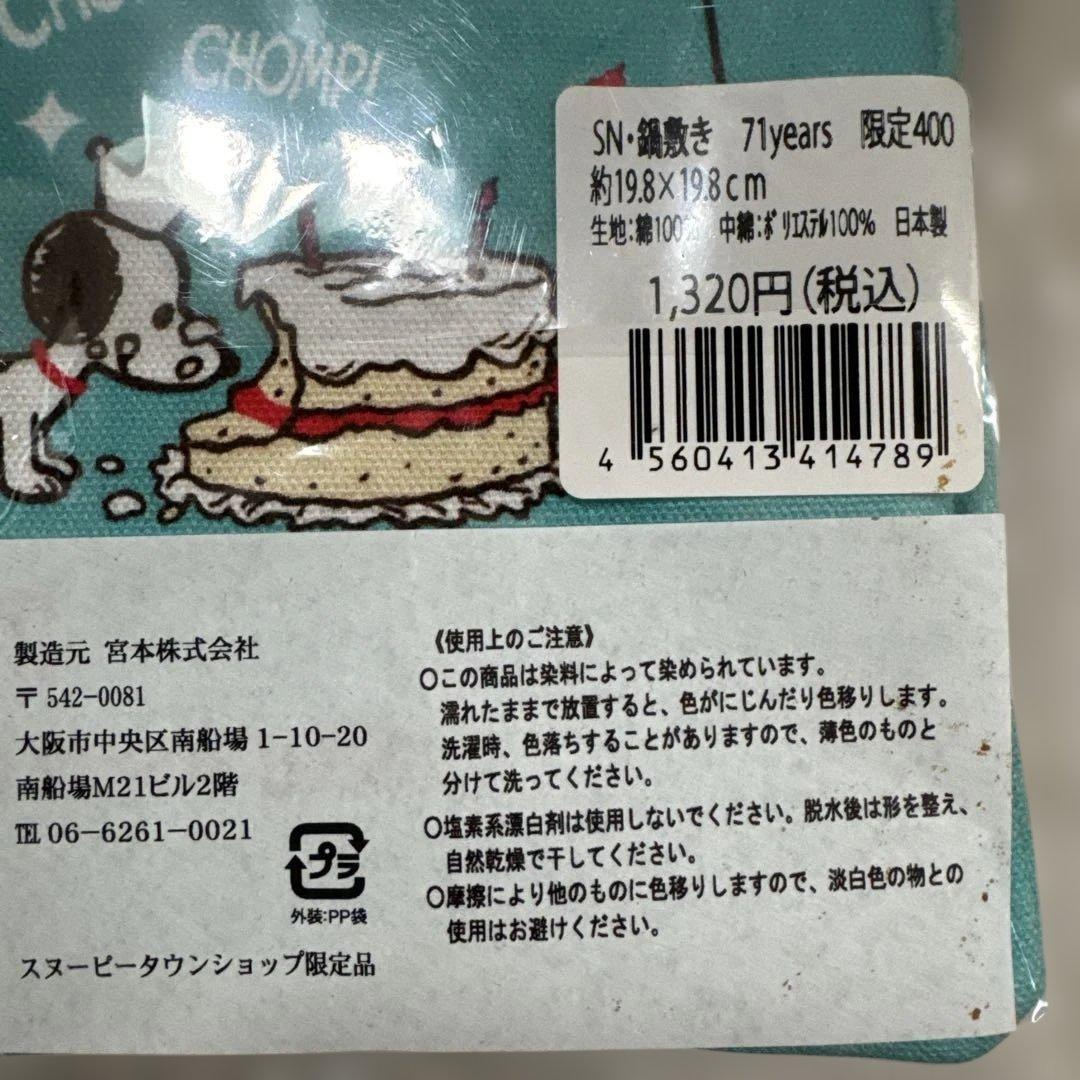 CHOMP!
SN・鍋敷き 71years 限定400
約19.8×19.8cm
生地:綿100% 中綿:ポリエステル100% 日本製
1,320円(税込)
4 560413 414789
製造元 宮本株式会社
〒542-0081
大阪市中央区南船場1-10-20
南船場M21ビル2階
℡06-6261-0021
プラ
外装:PP袋
スヌーピータウンショップ限定品
《使用上のご注意》
○この商品は染料によって染められています。
濡れたままで放置すると、色がにじんだり色移りします。
洗濯時、色落ちすることがありますので、薄色のものと
分けて洗ってください。
○塩素系漂白剤は使用しないでください。脱水後は形を整え、
自然乾燥で干してください。
○摩擦により他のものに色移りしますので、淡白色の物との
使用はお避けください。